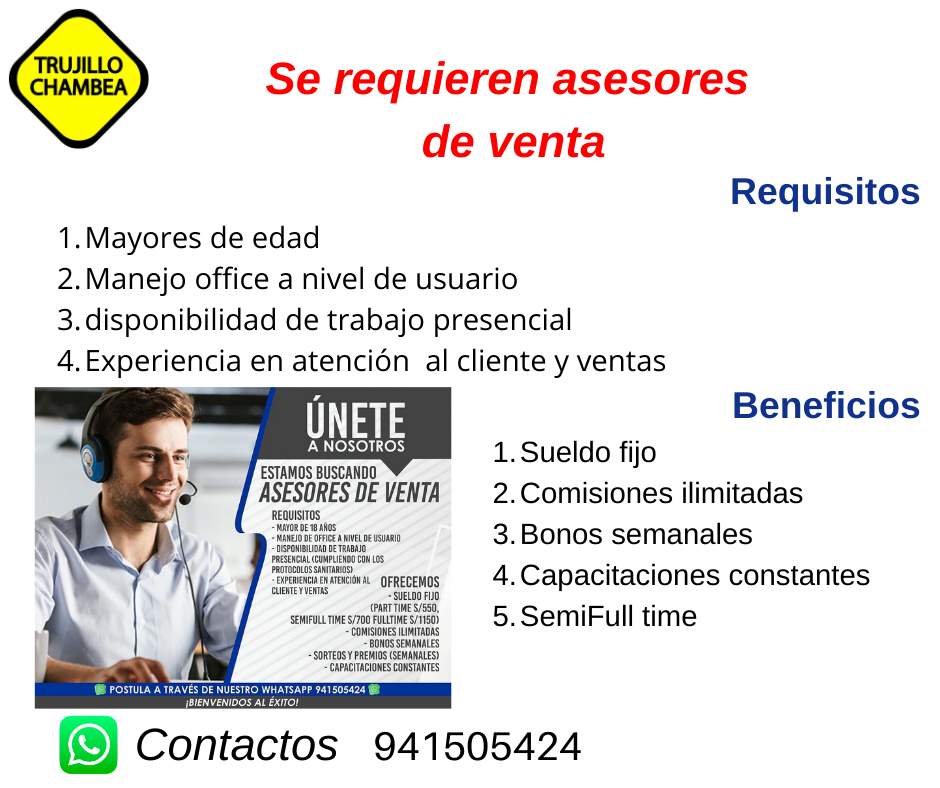 TRUJILLO
CHAMBEA
Se requieren asesores
de venta
Requisitos
1. Mayores de edad
2. Manejo office a nivel de usuario
3. disponibilidad de trabajo presencial
4. Experiencia en atención  al cliente y ventas
ÚNETE
A NOSOTROS
ESTAMOS BUSCANDO
ASESORES DE VENTA
REQUISITOS
- MAYOR DE 18 AÑOS
- MANEJO DE OFFICE A NIVEL DE USUARIO
- DISPONIBILIDAD DE TRABAJO
PRESENCIAL (CUMPLIENDO CON LOS
PROTOCOLOS SANITARIOS)
- EXPERIENCIA EN ATENCIÓN AL
CLIENTE Y VENTAS
OFRECEMOS
- SUELDO FIJO
(PART TIME S/550,
SEMIFULL TIME S/700 FULLTIME S/1150)
- COMISIONES ILIMITADAS
- BONOS SEMANALES
- SORTEOS Y PREMIOS (SEMANALES)
- CAPACITACIONES CONSTANTES
POSTULA A TRAVÉS DE NUESTRO WHATSAPP 941505424
¡BIENVENIDOS AL ÉXITO!
Beneficios
1. Sueldo fijo
2. Comisiones ilimitadas
3. Bonos semanales
4. Capacitaciones constantes
5. SemiFull time
Contactos 941505424